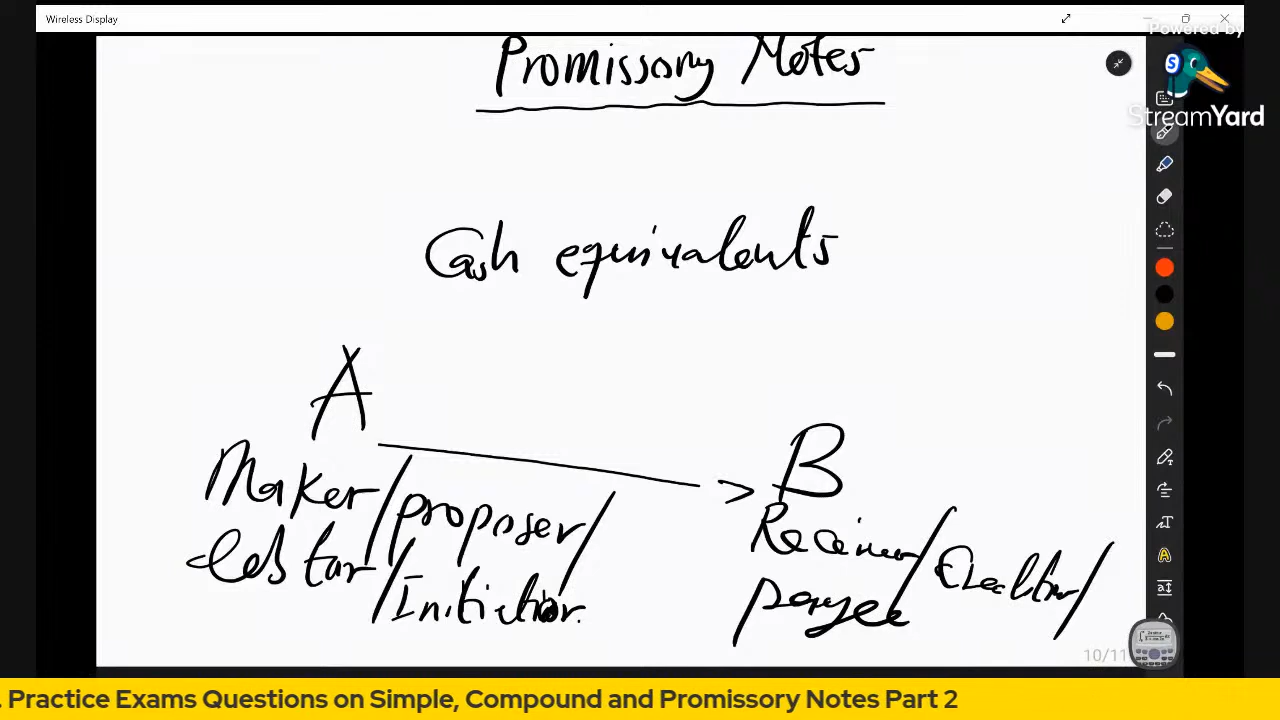 Wireless Display
Powered by
StreamYard
Promissory Notes
Cash equivalents
A
B
Maker/proposer/
debtor/Initiator.
Receiver/Creditor/
payee
10/11
. Practice Exams Questions on Simple, Compound and Promissory Notes Part 2